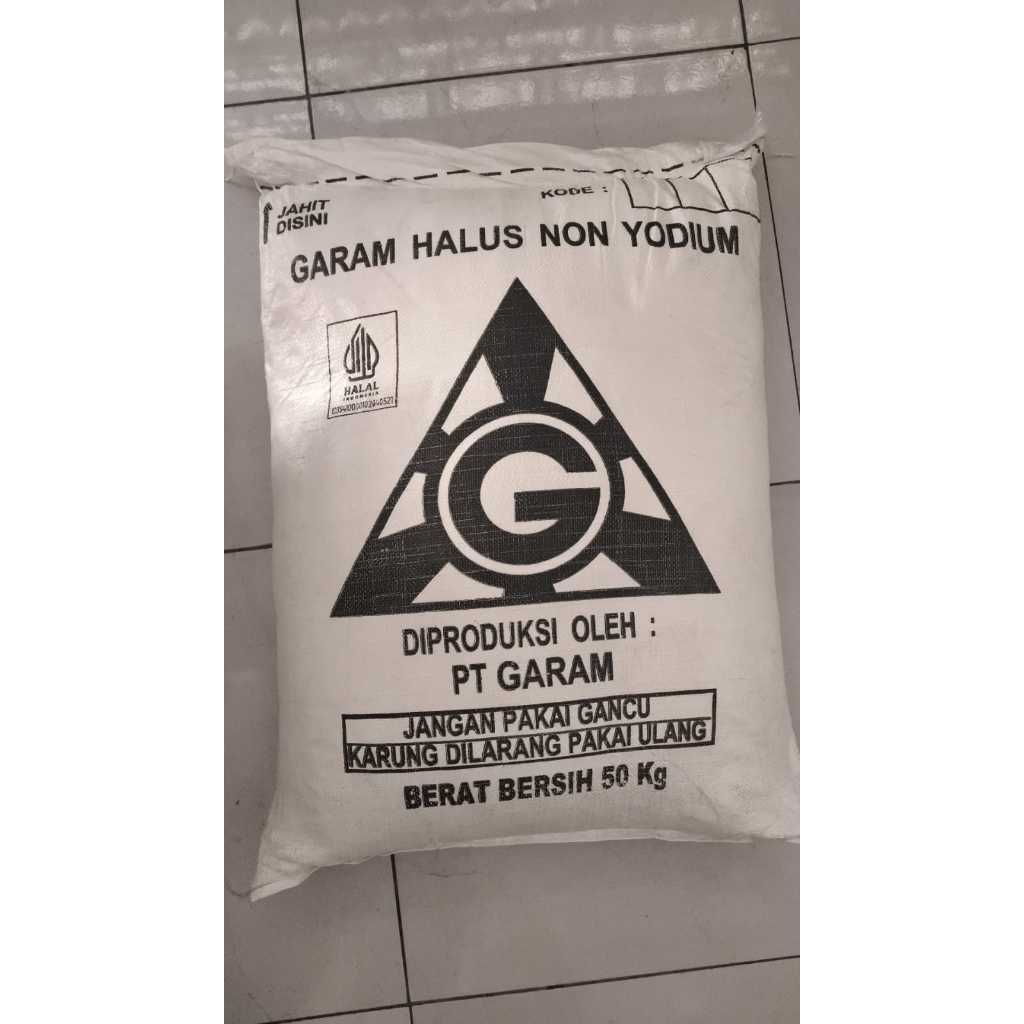 JAHIT
DISINI
KODE :
GARAM HALUS NON YODIUM
HALAL
INDONESIA
G
DIPRODUKSI OLEH :
PT GARAM
JANGAN PAKAI GANCU
KARUNG DILARANG PAKAI ULANG
BERAT BERSIH 50 Kg